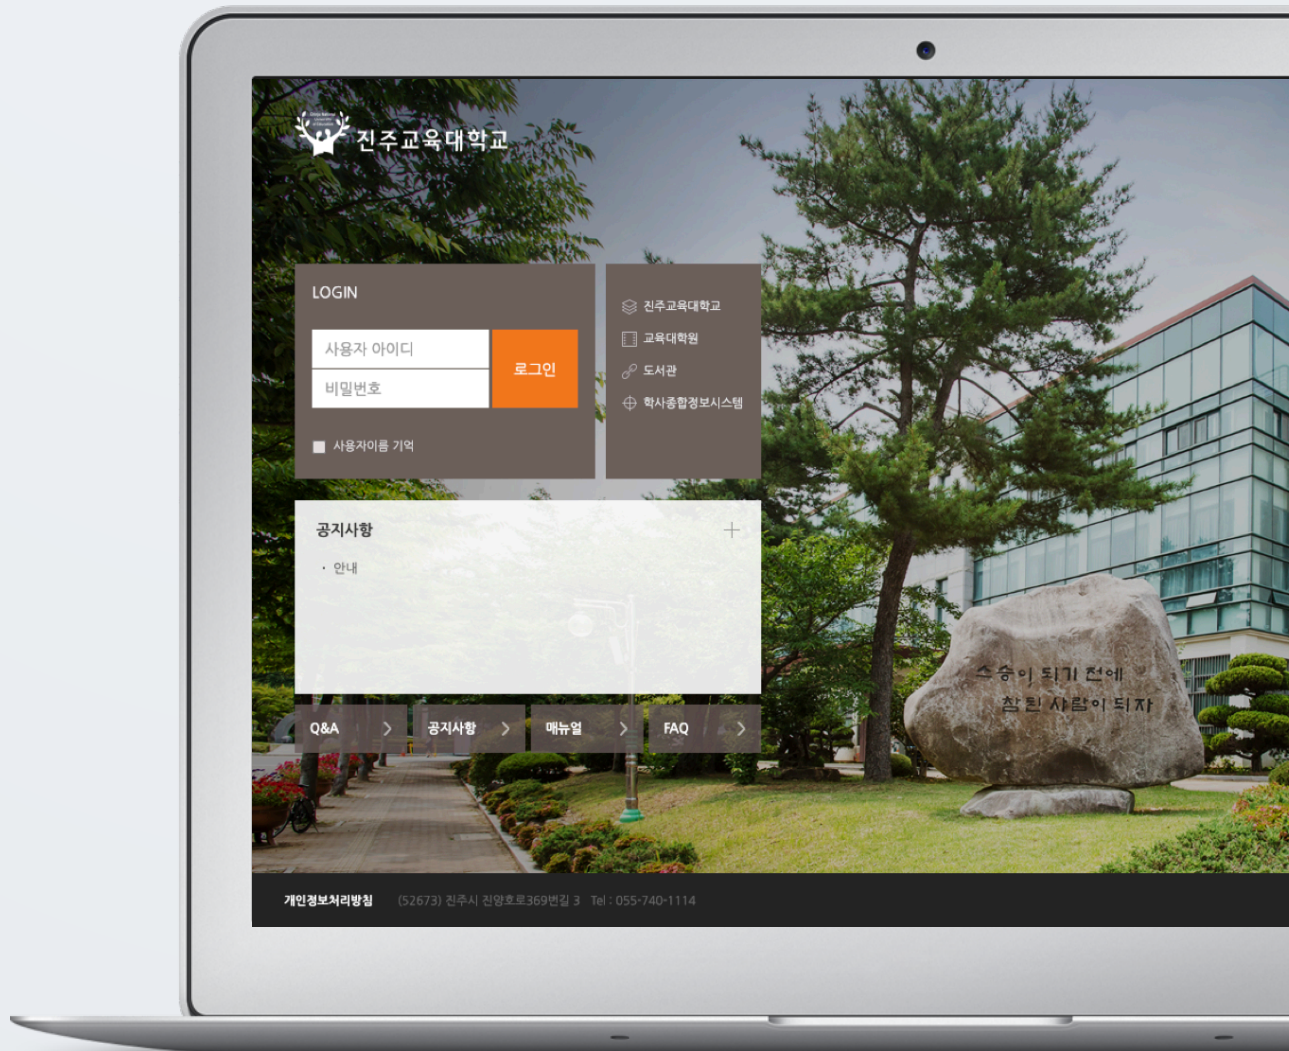 진주교육대학교
LOGIN
사용자 아이디
비밀번호
로그인
사용자이름 기억
진주교육대학교
교육대학원
도서관
학사종합정보시스템
공지사항
· 안내
Q&A
공지사항
매뉴얼
FAQ
스승이 되기 전에
참된 사람이 되자
개인정보처리방침 (52673) 진주시 진양호로369번길 3 Tel : 055-740-1114